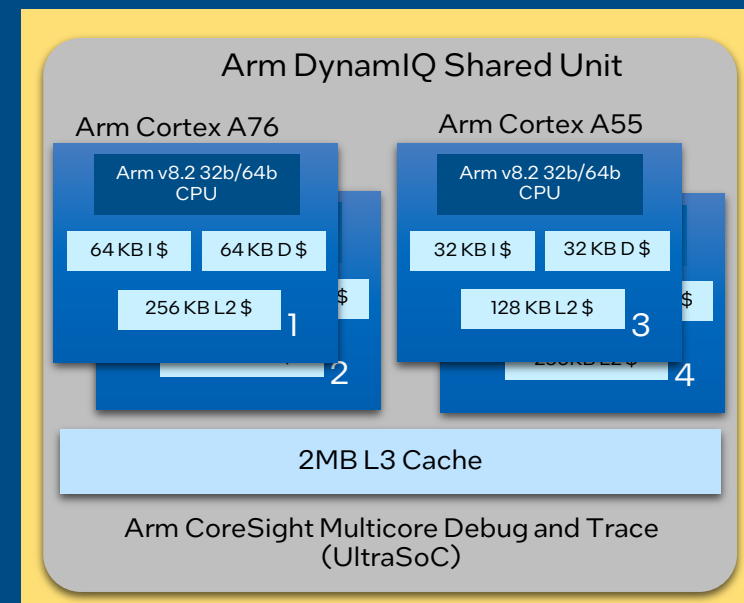 Arm DynamIQ Shared Unit
Arm Cortex A76
Arm v8.2 32b/64b
CPU
64 KB I $
64 KB D $
256 KB L2 $
1
$
2
Arm Cortex A55
Arm v8.2 32b/64b
CPU
32 KB I $
32 KB D $
128 KB L2 $
3
$
4
2MB L3 Cache
Arm CoreSight Multicore Debug and Trace
(UltraSoC)